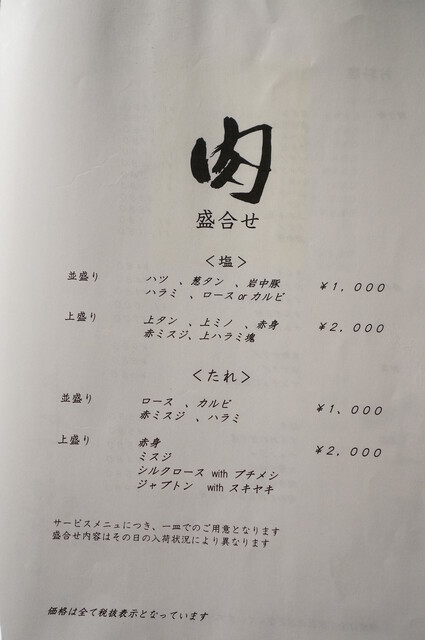 肉
盛合せ
＜塩＞
並盛り ハツ 、葱タン 、岩中豚 ￥1，000
ハラミ 、ロース or カルビ
上盛り 上タン 、上ミノ 、赤身 ￥2，000
赤ミスジ、上ハラミ塊
＜たれ＞
並盛り ロース 、カルビ ￥1，000
赤ミスジ 、ハラミ
上盛り 赤身 ￥2，000
ミスジ
シルクロース with プチメシ
ジャプトン with スキヤキ
サービスメニュにつき、一皿でのご用意となります
盛合せ内容はその日の入荷状況により異なります
価格は全て税抜表示となっています